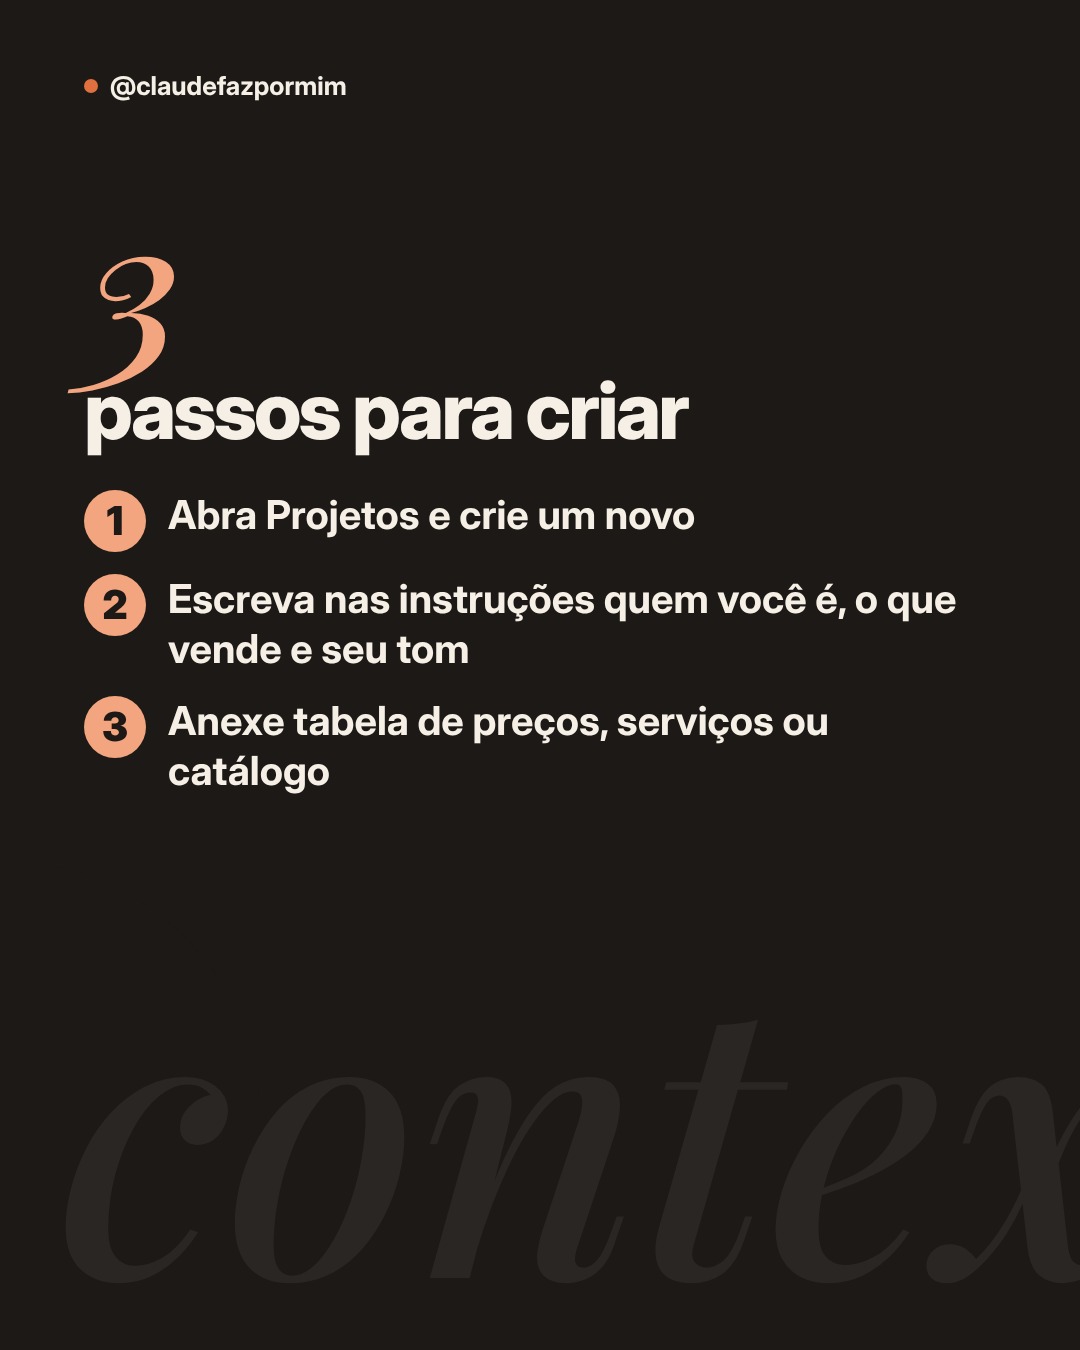 @claudefazpormim
3
passos para criar
1 Abra Projetos e crie um novo
2 Escreva nas instruções quem você é, o que
vende e seu tom
3 Anexe tabela de preços, serviços ou
catálogo
contex